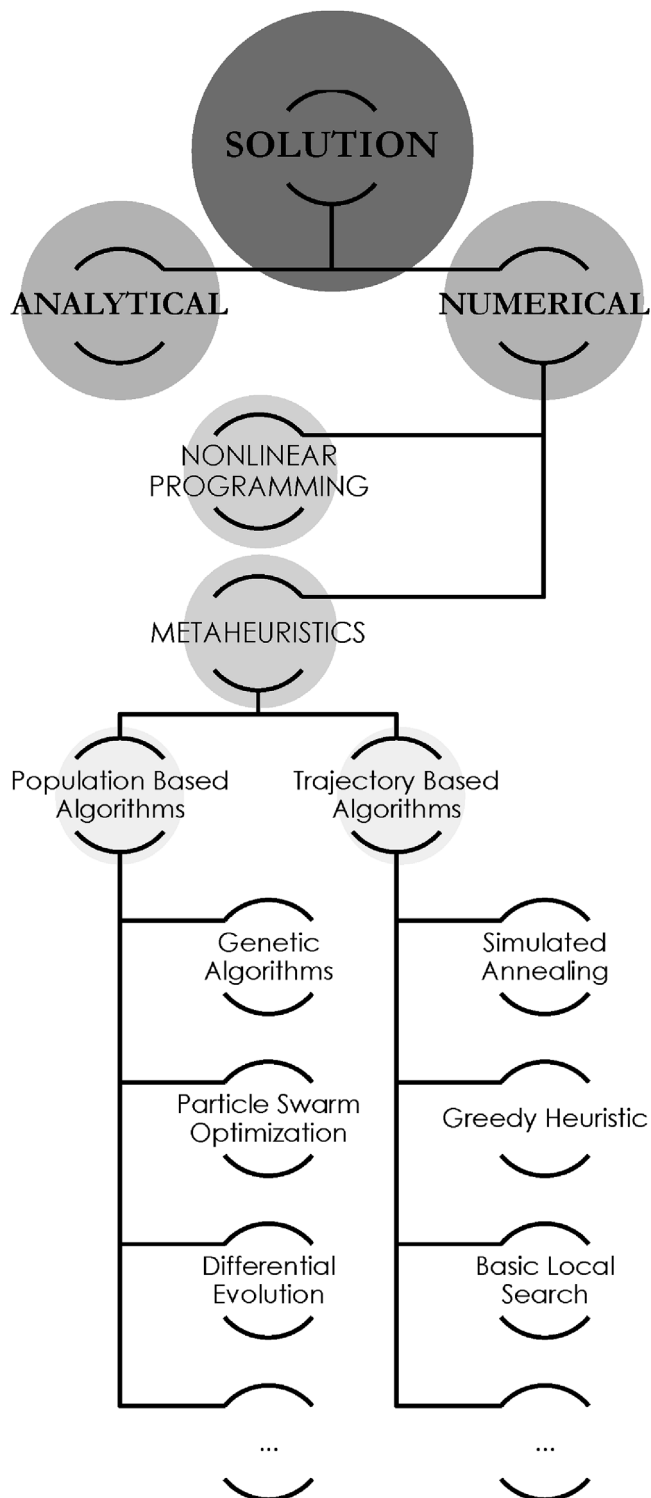 SOLUTION
ANALYTICAL
NUMERICAL
NONLINEAR
PROGRAMMING
METAHEURISTICS
Population Based
Algorithms
Trajectory Based
Algorithms
Genetic
Algorithms
Simulated
Annealing
Particle Swarm
Optimization
Greedy Heuristic
Differential
Evolution
Basic Local
Search
...
...